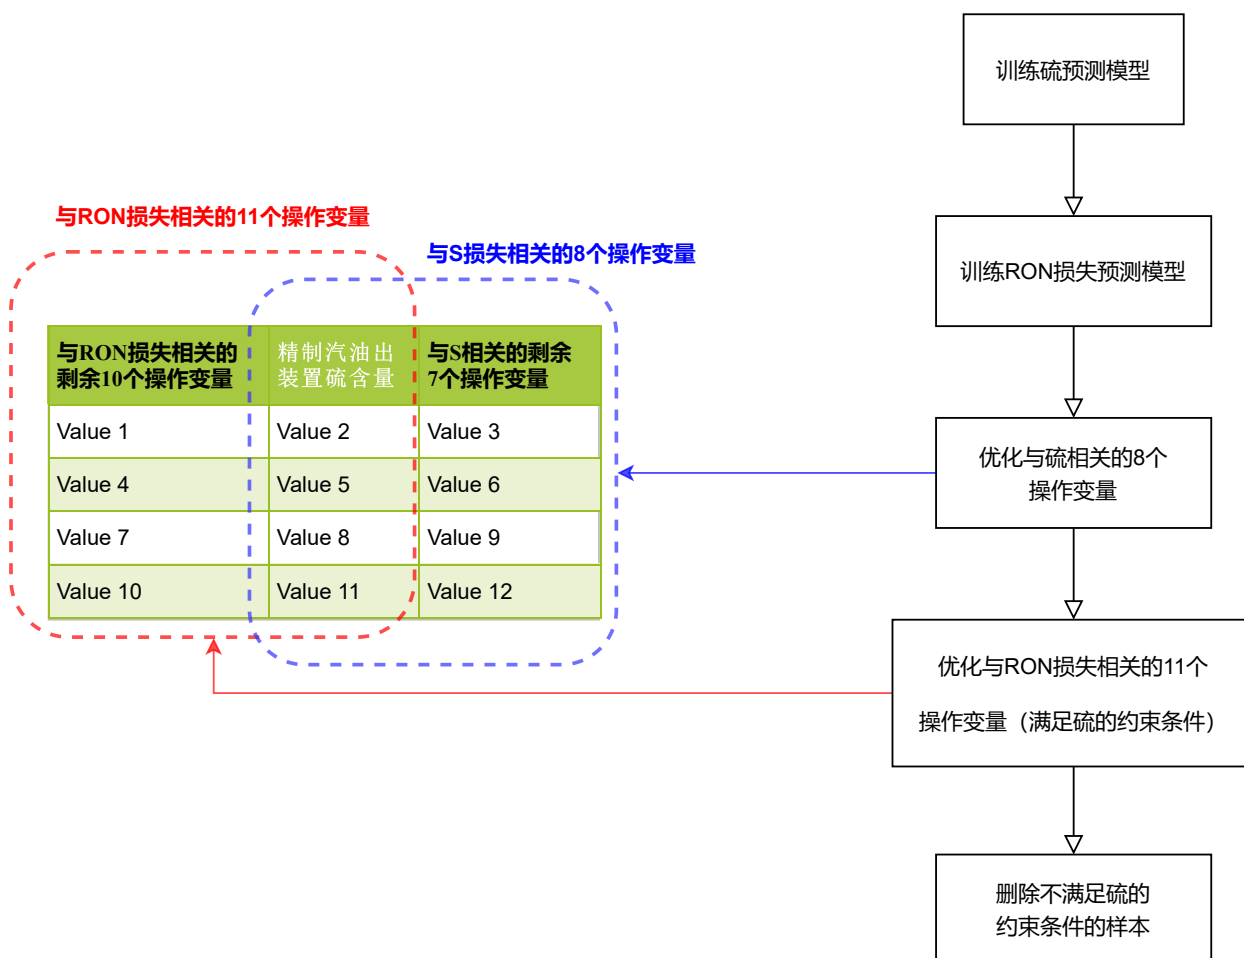 训练硫预测模型
与RON损失相关的11个操作变量
与S损失相关的8个操作变量
训练RON损失预测模型
与RON损失相关的
剩余10个操作变量
精制汽油出
装置硫含量
与S相关的剩余
7个操作变量
Value 1
Value 2
Value 3
Value 4
Value 5
Value 6
Value 7
Value 8
Value 9
Value 10
Value 11
Value 12
优化与硫相关的8个
操作变量
优化与RON损失相关的11个
操作变量（满足硫的约束条件）
删除不满足硫的
约束条件的样本